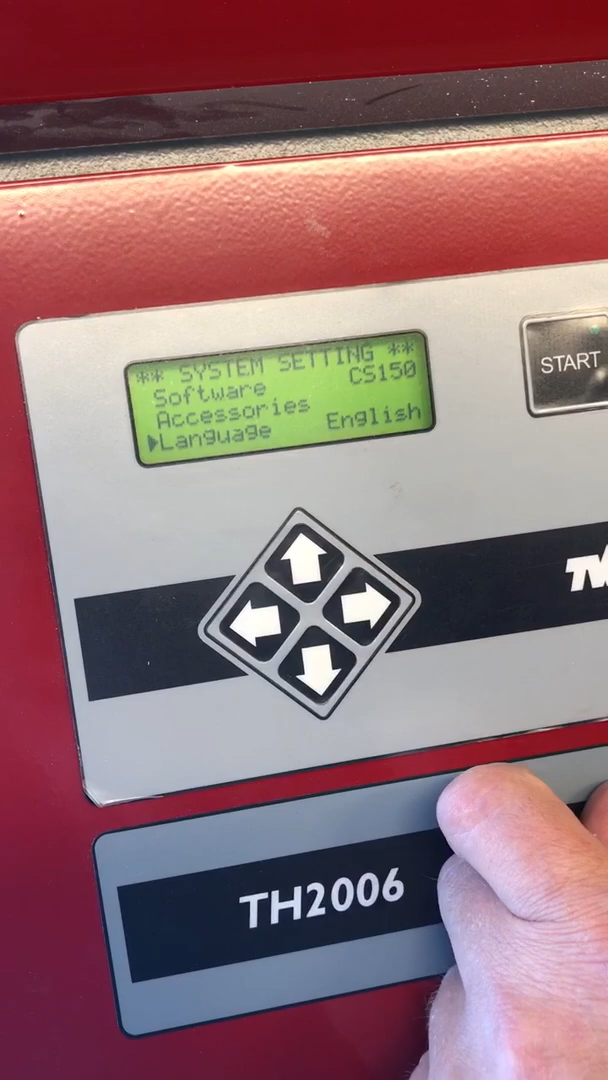 ** SYSTEM SETTING **
Software CS150
Accessories
▶Language English
START
TH2006